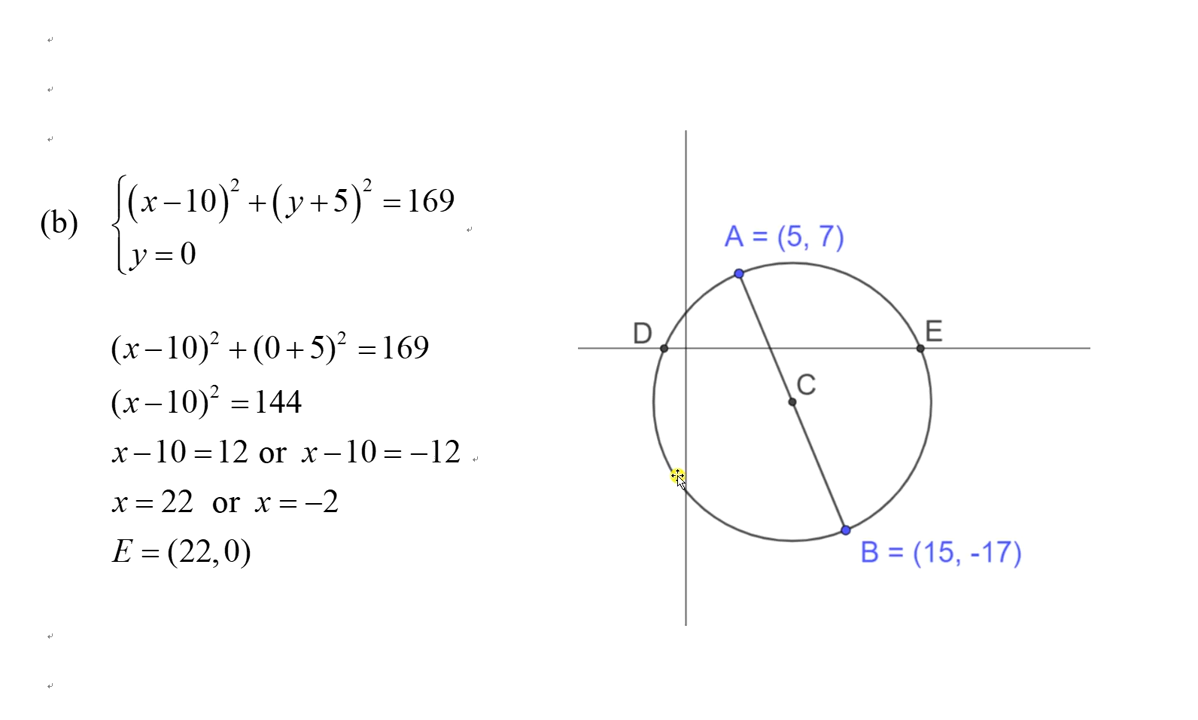 (b) {(x−10)² + (y+5)² = 169
y = 0
(x−10)² + (0+5)² = 169
(x−10)² = 144
x−10 = 12 or x−10 = −12
x = 22 or x = −2
E = (22,0)
A = (5, 7)
D
E
C
B = (15, -17)